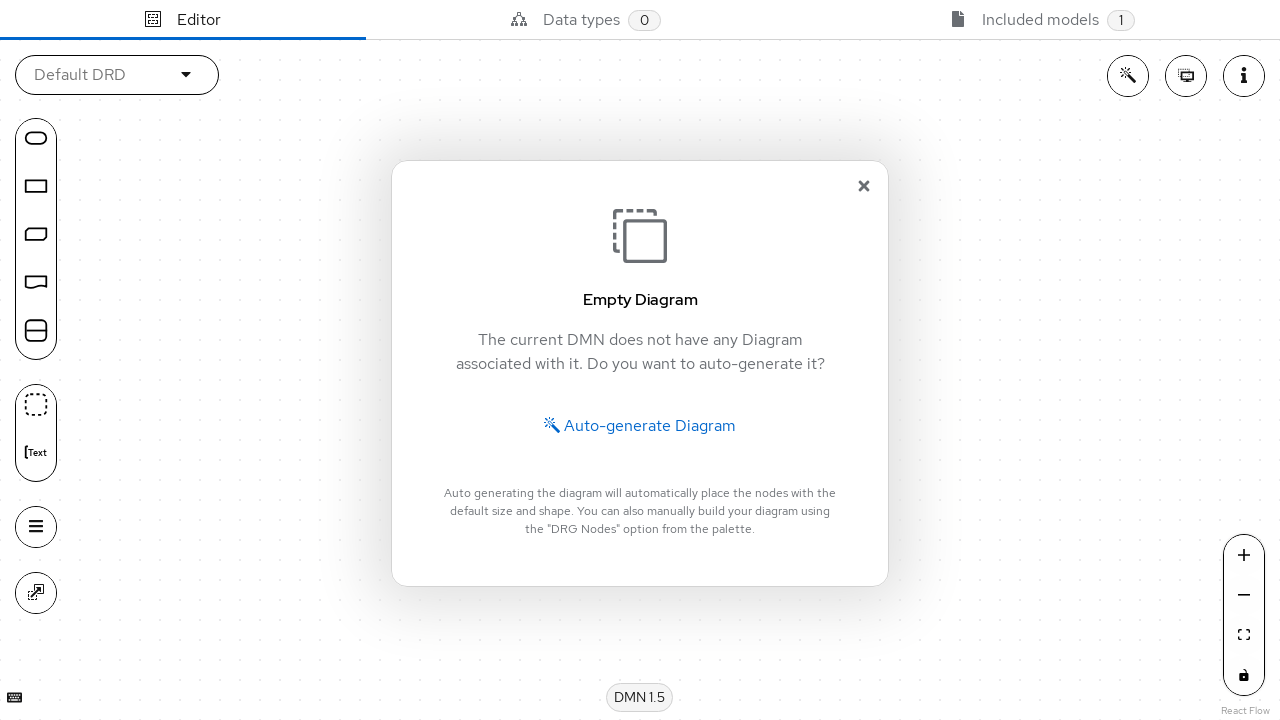 Editor
Data types 0
Included models 1
Default DRD
Empty Diagram
The current DMN does not have any Diagram
associated with it. Do you want to auto-generate it?
Auto-generate Diagram
Auto generating the diagram will automatically place the nodes with the
default size and shape. You can also manually build your diagram using
the "DRG Nodes" option from the palette.
Text
DMN 1.5
React Flow